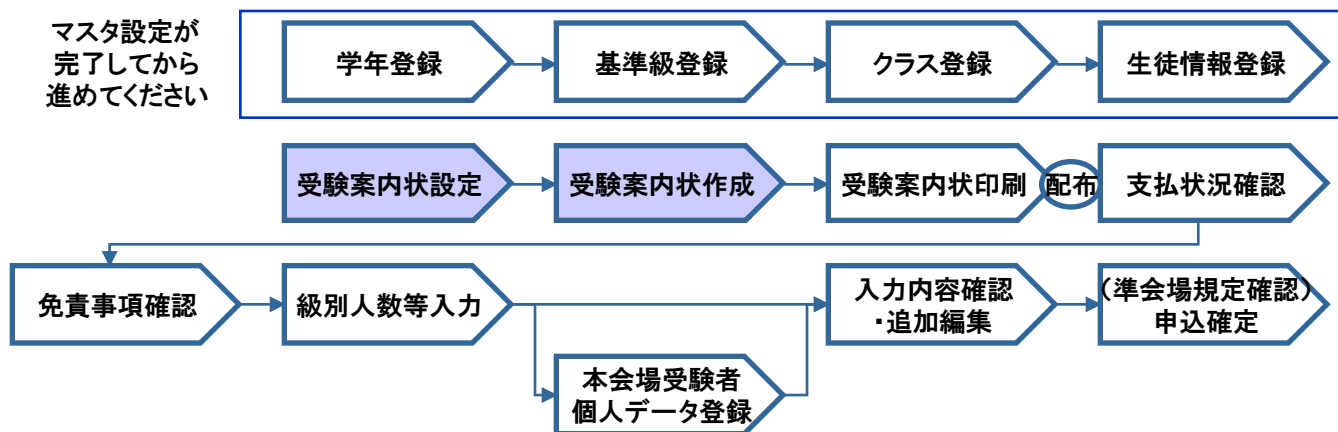 マスタ設定が
完了してから
進めてください
学年登録
基準級登録
クラス登録
生徒情報登録
受験案内状設定
受験案内状作成
受験案内状印刷
配布
支払状況確認
免責事項確認
級別人数等入力
入力内容確認
・追加編集
(準会場規定確認)
申込確定
本会場受験者
個人データ登録